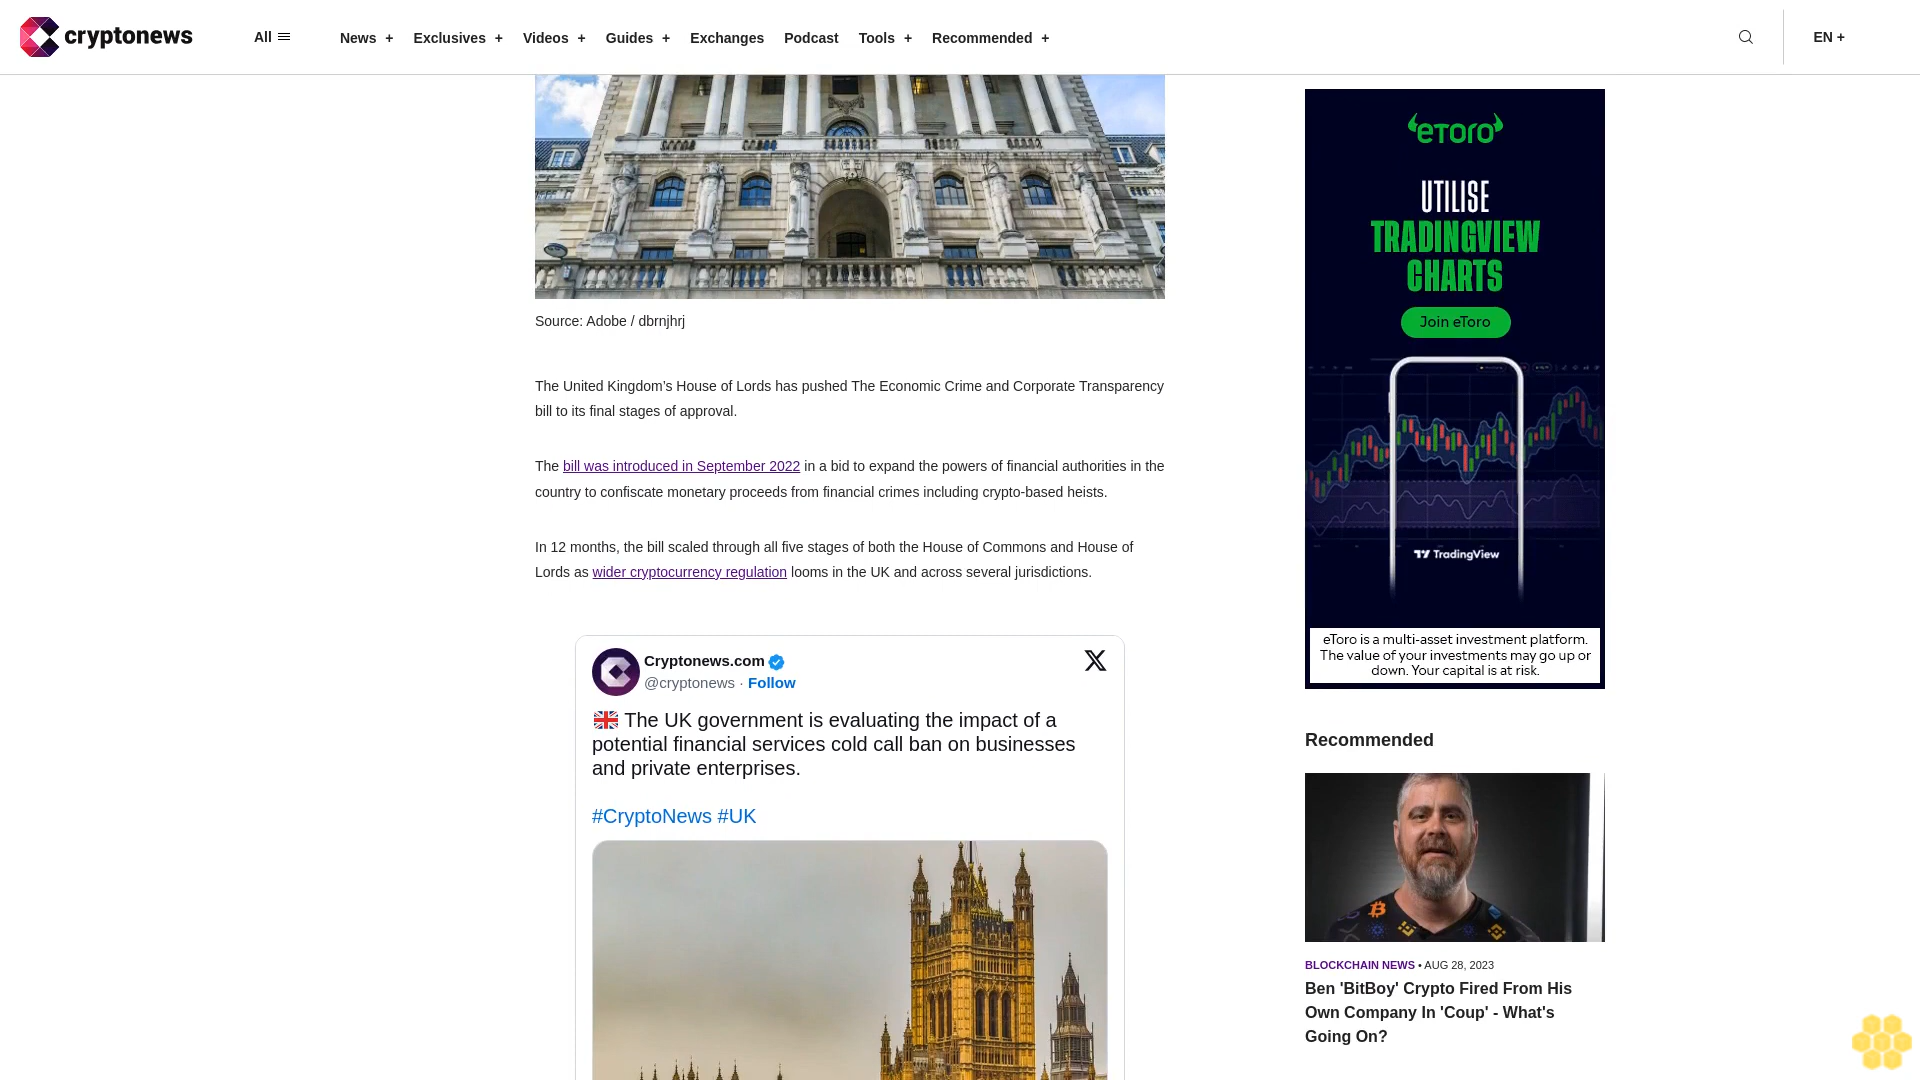 cryptonews
All
News + Exclusives + Videos + Guides + Exchanges Podcast Tools + Recommended +
EN +
Source: Adobe / dbrnjhrj
The United Kingdom’s House of Lords has pushed The Economic Crime and Corporate Transparency
bill to its final stages of approval.
The bill was introduced in September 2022 in a bid to expand the powers of financial authorities in the
country to confiscate monetary proceeds from financial crimes including crypto-based heists.
In 12 months, the bill scaled through all five stages of both the House of Commons and House of
Lords as wider cryptocurrency regulation looms in the UK and across several jurisdictions.
Cryptonews.com
@cryptonews · Follow
The UK government is evaluating the impact of a
potential financial services cold call ban on businesses
and private enterprises.
#CryptoNews #UK
eToro
UTILISE
TRADINGVIEW
CHARTS
Join eToro
TradingView
eToro is a multi-asset investment platform.
The value of your investments may go up or
down. Your capital is at risk.
Recommended
BLOCKCHAIN NEWS • AUG 28, 2023
Ben 'BitBoy' Crypto Fired From His
Own Company In 'Coup' - What's
Going On?